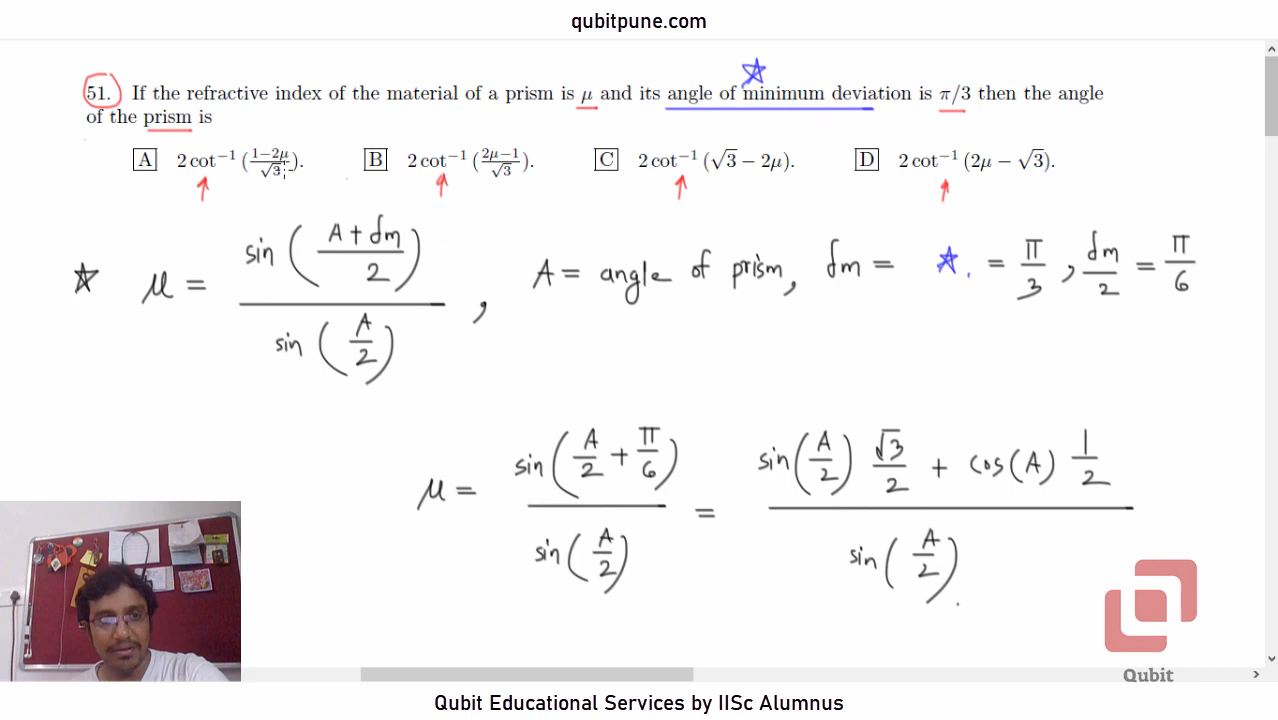 qubitpune.com
51. If the refractive index of the material of a prism is μ and its angle of minimum deviation is π/3 then the angle
of the prism is
A 2 cot⁻¹ ((1−2μ)/√3). B 2 cot⁻¹ ((2μ−1)/√3). C 2 cot⁻¹ (√3 − 2μ). D 2 cot⁻¹ (2μ − √3).
☆ μ = sin((A + δm)/2) / sin(A/2), A = angle of prism, δm = ☆. = π/3, δm/2 = π/6
μ = sin(A/2 + π/6) / sin(A/2) = (sin(A/2) √3/2 + cos(A) 1/2) / sin(A/2).
Qubit
Qubit Educational Services by IISc Alumnus